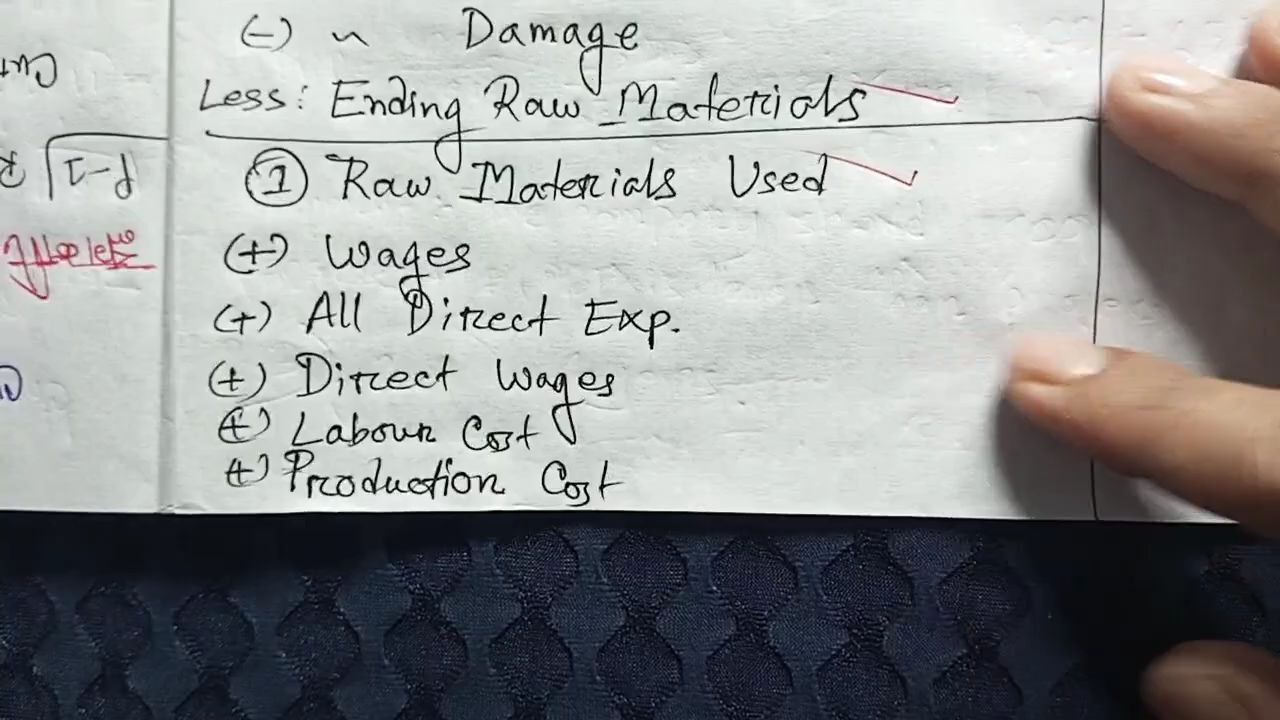 (-) " Damage
Less: Ending Raw Materials
① Raw Materials Used
(+) Wages
(+) All Direct Exp.
(+) Direct Wages
(+) Labour Cost
(+) Production Cost